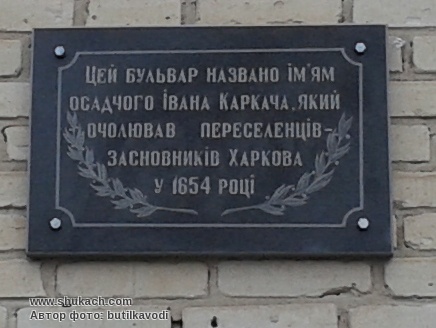 Цей бульвар названо ім'ям
осадчого Івана Каркача, який
очолював переселенців-
засновників Харкова
у 1654 році
www.shukach.com
Автор фото: butilkavodi